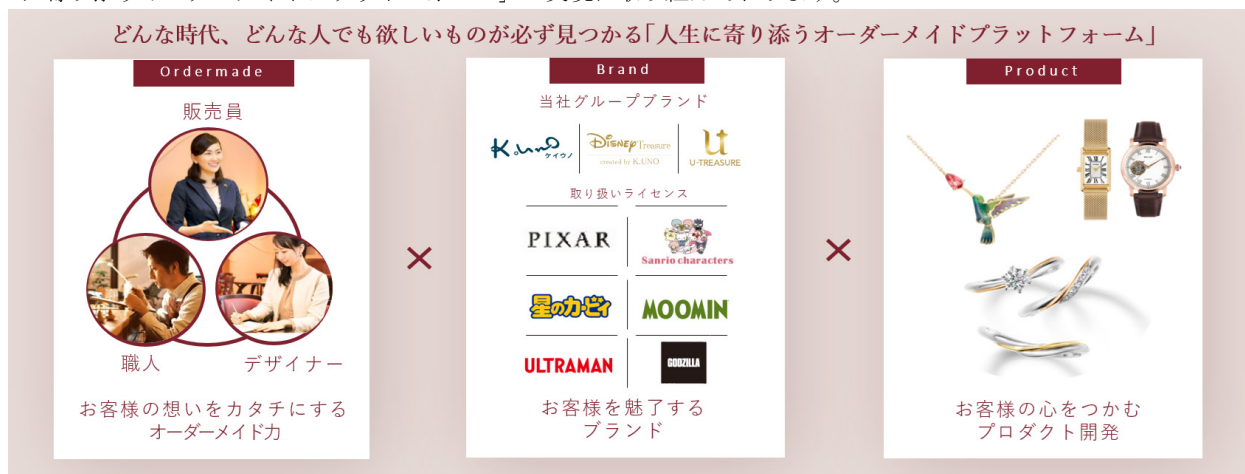 どんな時代、どんな人でも欲しいものが必ず見つかる「人生に寄り添うオーダーメイドプラットフォーム」
Ordermade
販売員
職人
デザイナー
お客様の想いをカタチにする
オーダーメイド力
Brand
当社グループブランド
K.uno
ケイウノ
Disney Treasure
created by K.UNO
U-TREASURE
取り扱いライセンス
PIXAR
Sanrio characters
星のカービィ
MOOMIN
ULTRAMAN
GODZILLA
お客様を魅了する
ブランド
Product
お客様の心をつかむ
プロダクト開発
×
×